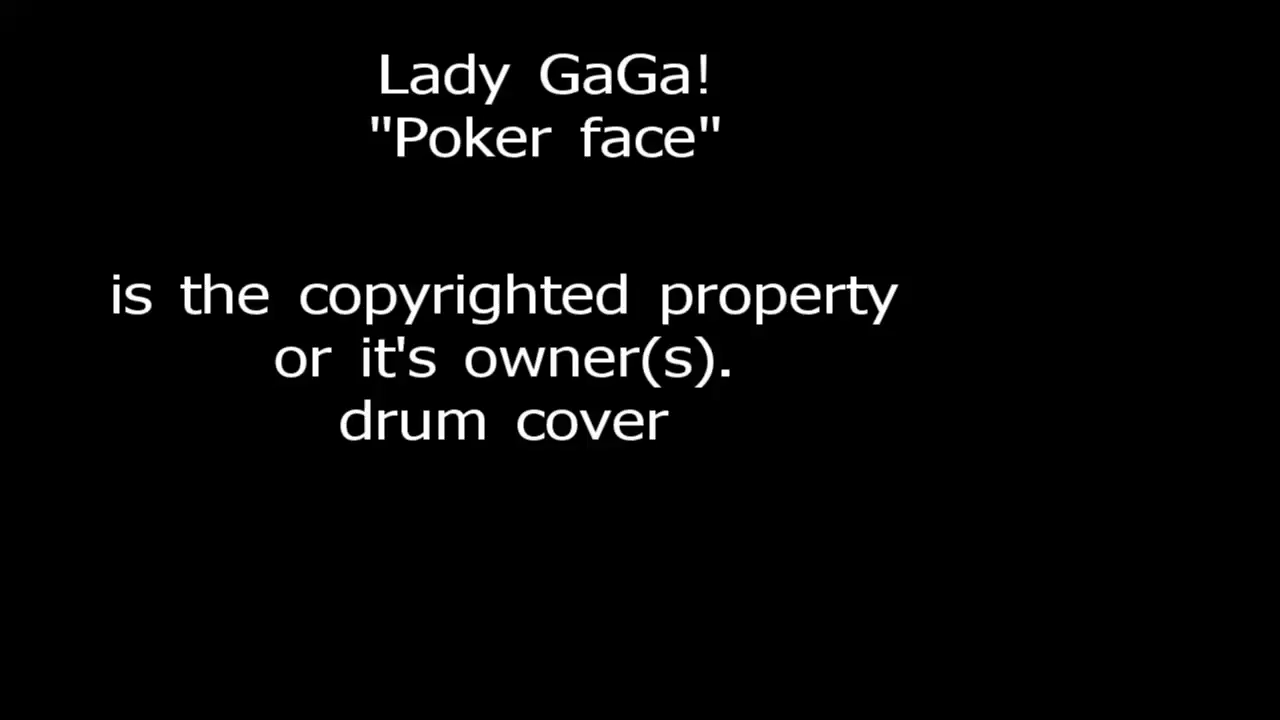 Lady GaGa!
"Poker face"
is the copyrighted property
or it's owner(s).
drum cover